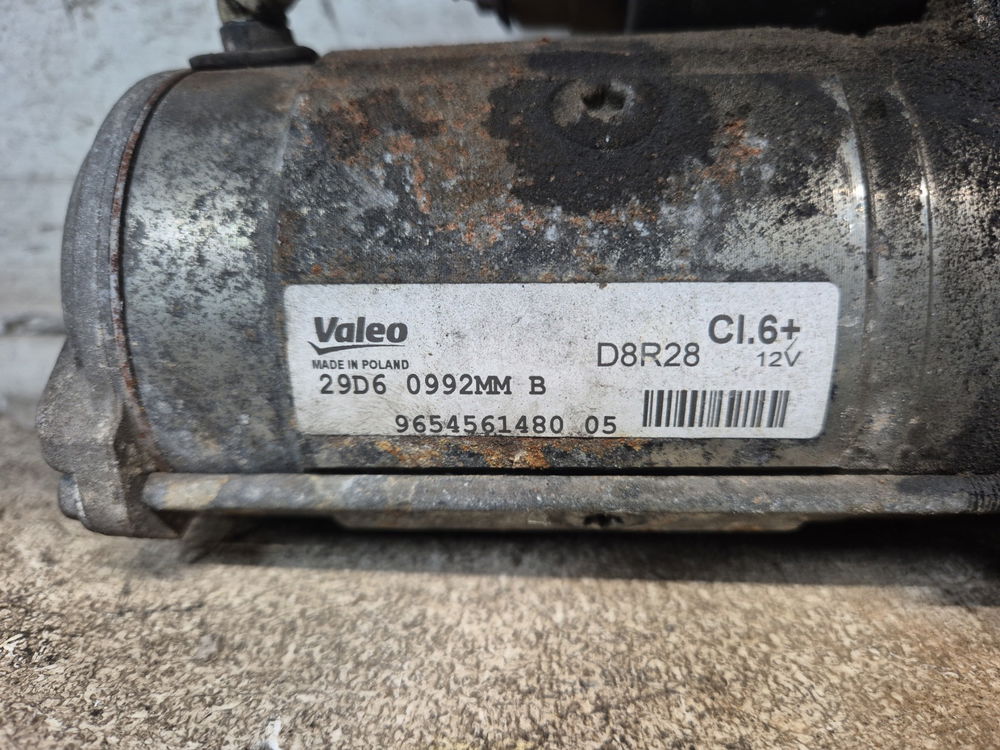 Valeo
MADE IN POLAND
D8R28
Cl.6+
12V
29D6 0992MM B
9654561480 05